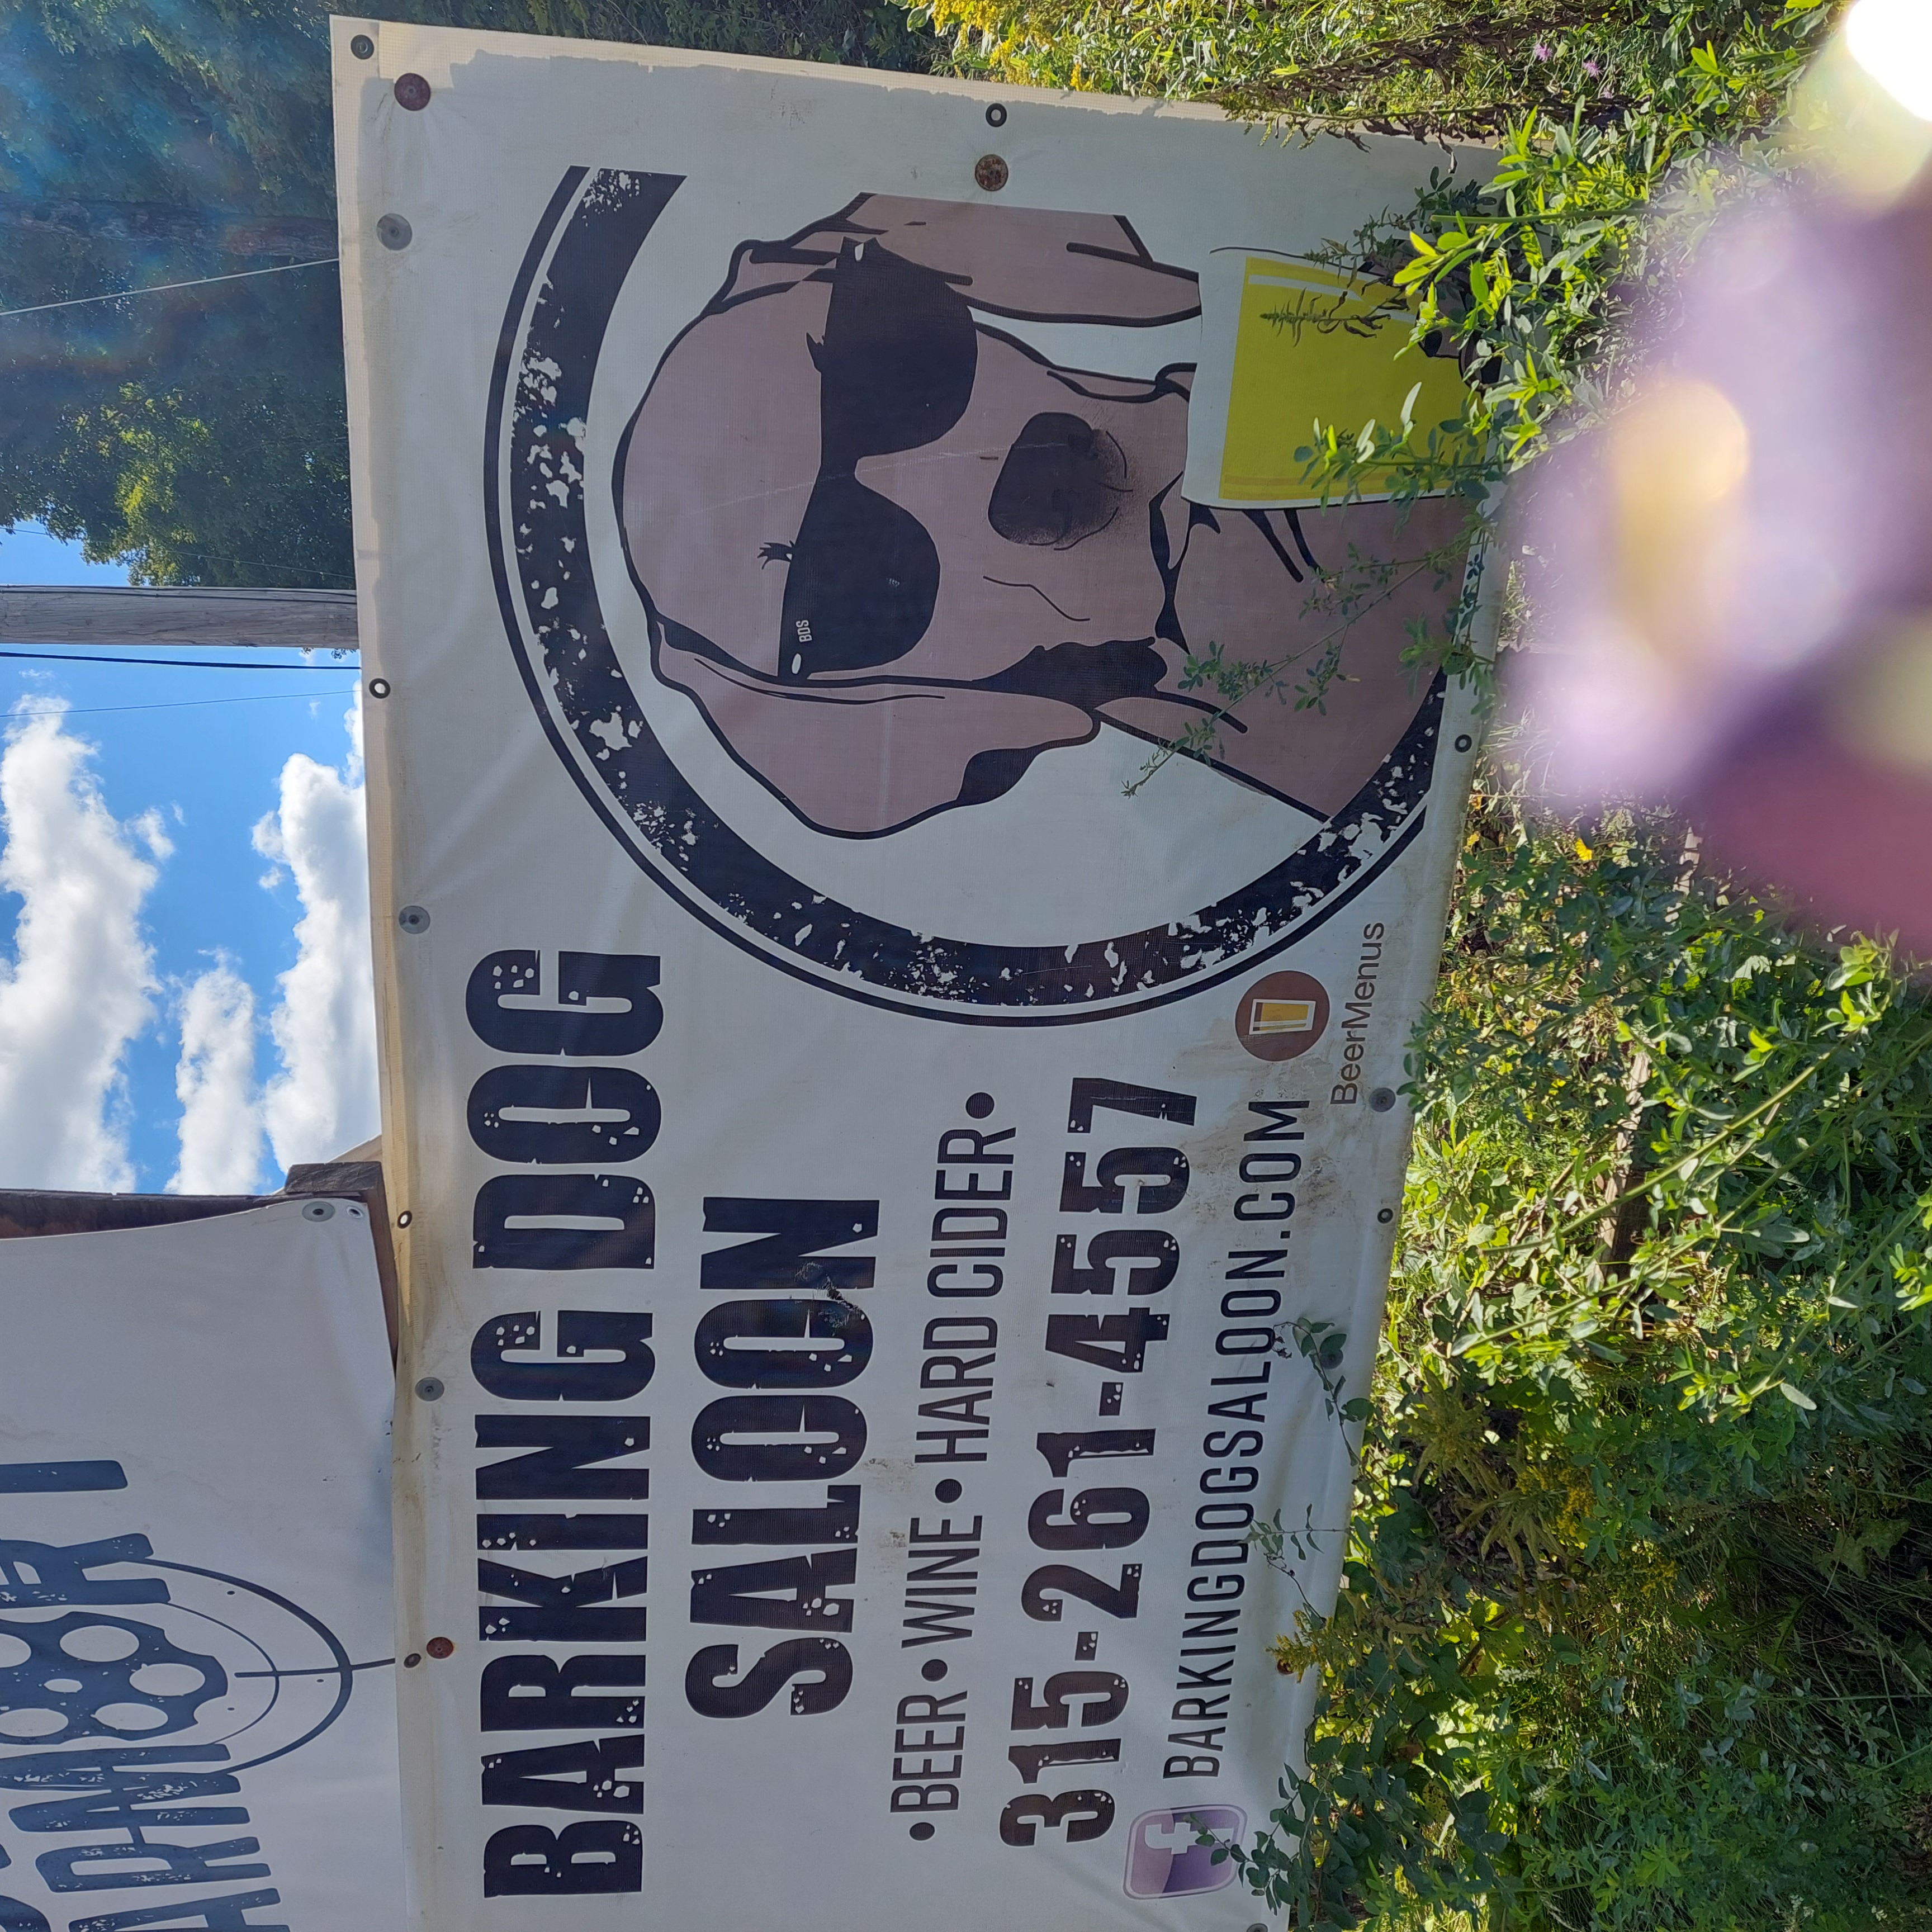 BARKING DOG
SALOON
•BEER•WINE•HARD CIDER•
315-261-4557
BARKINGDOGSALOON.COM
BeerMenus
BDS
f